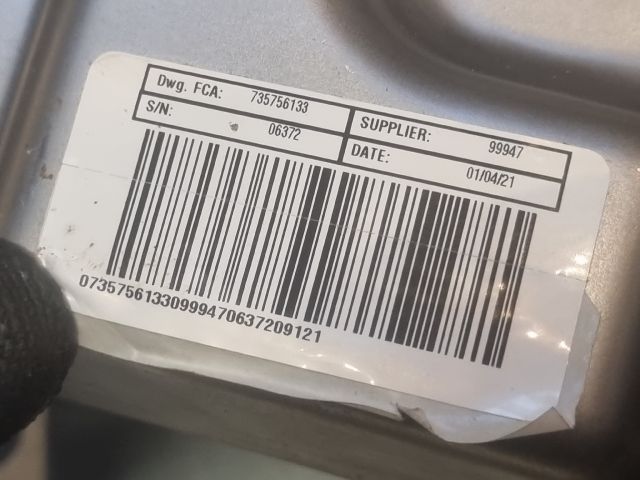 Dwg. FCA: 735756133
S/N: 06372
SUPPLIER: 99947
DATE: 01/04/21
07357561330999470637209121